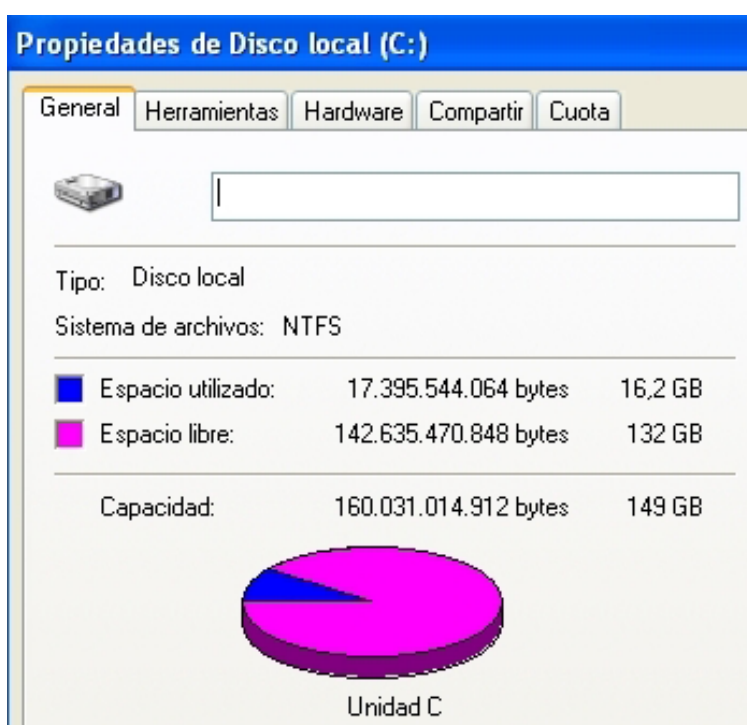 Propiedades de Disco local (C:)
General Herramientas Hardware Compartir Cuota
Tipo: Disco local
Sistema de archivos: NTFS
Espacio utilizado: 17.395.544.064 bytes 16,2 GB
Espacio libre: 142.635.470.848 bytes 132 GB
Capacidad: 160.031.014.912 bytes 149 GB
Unidad C